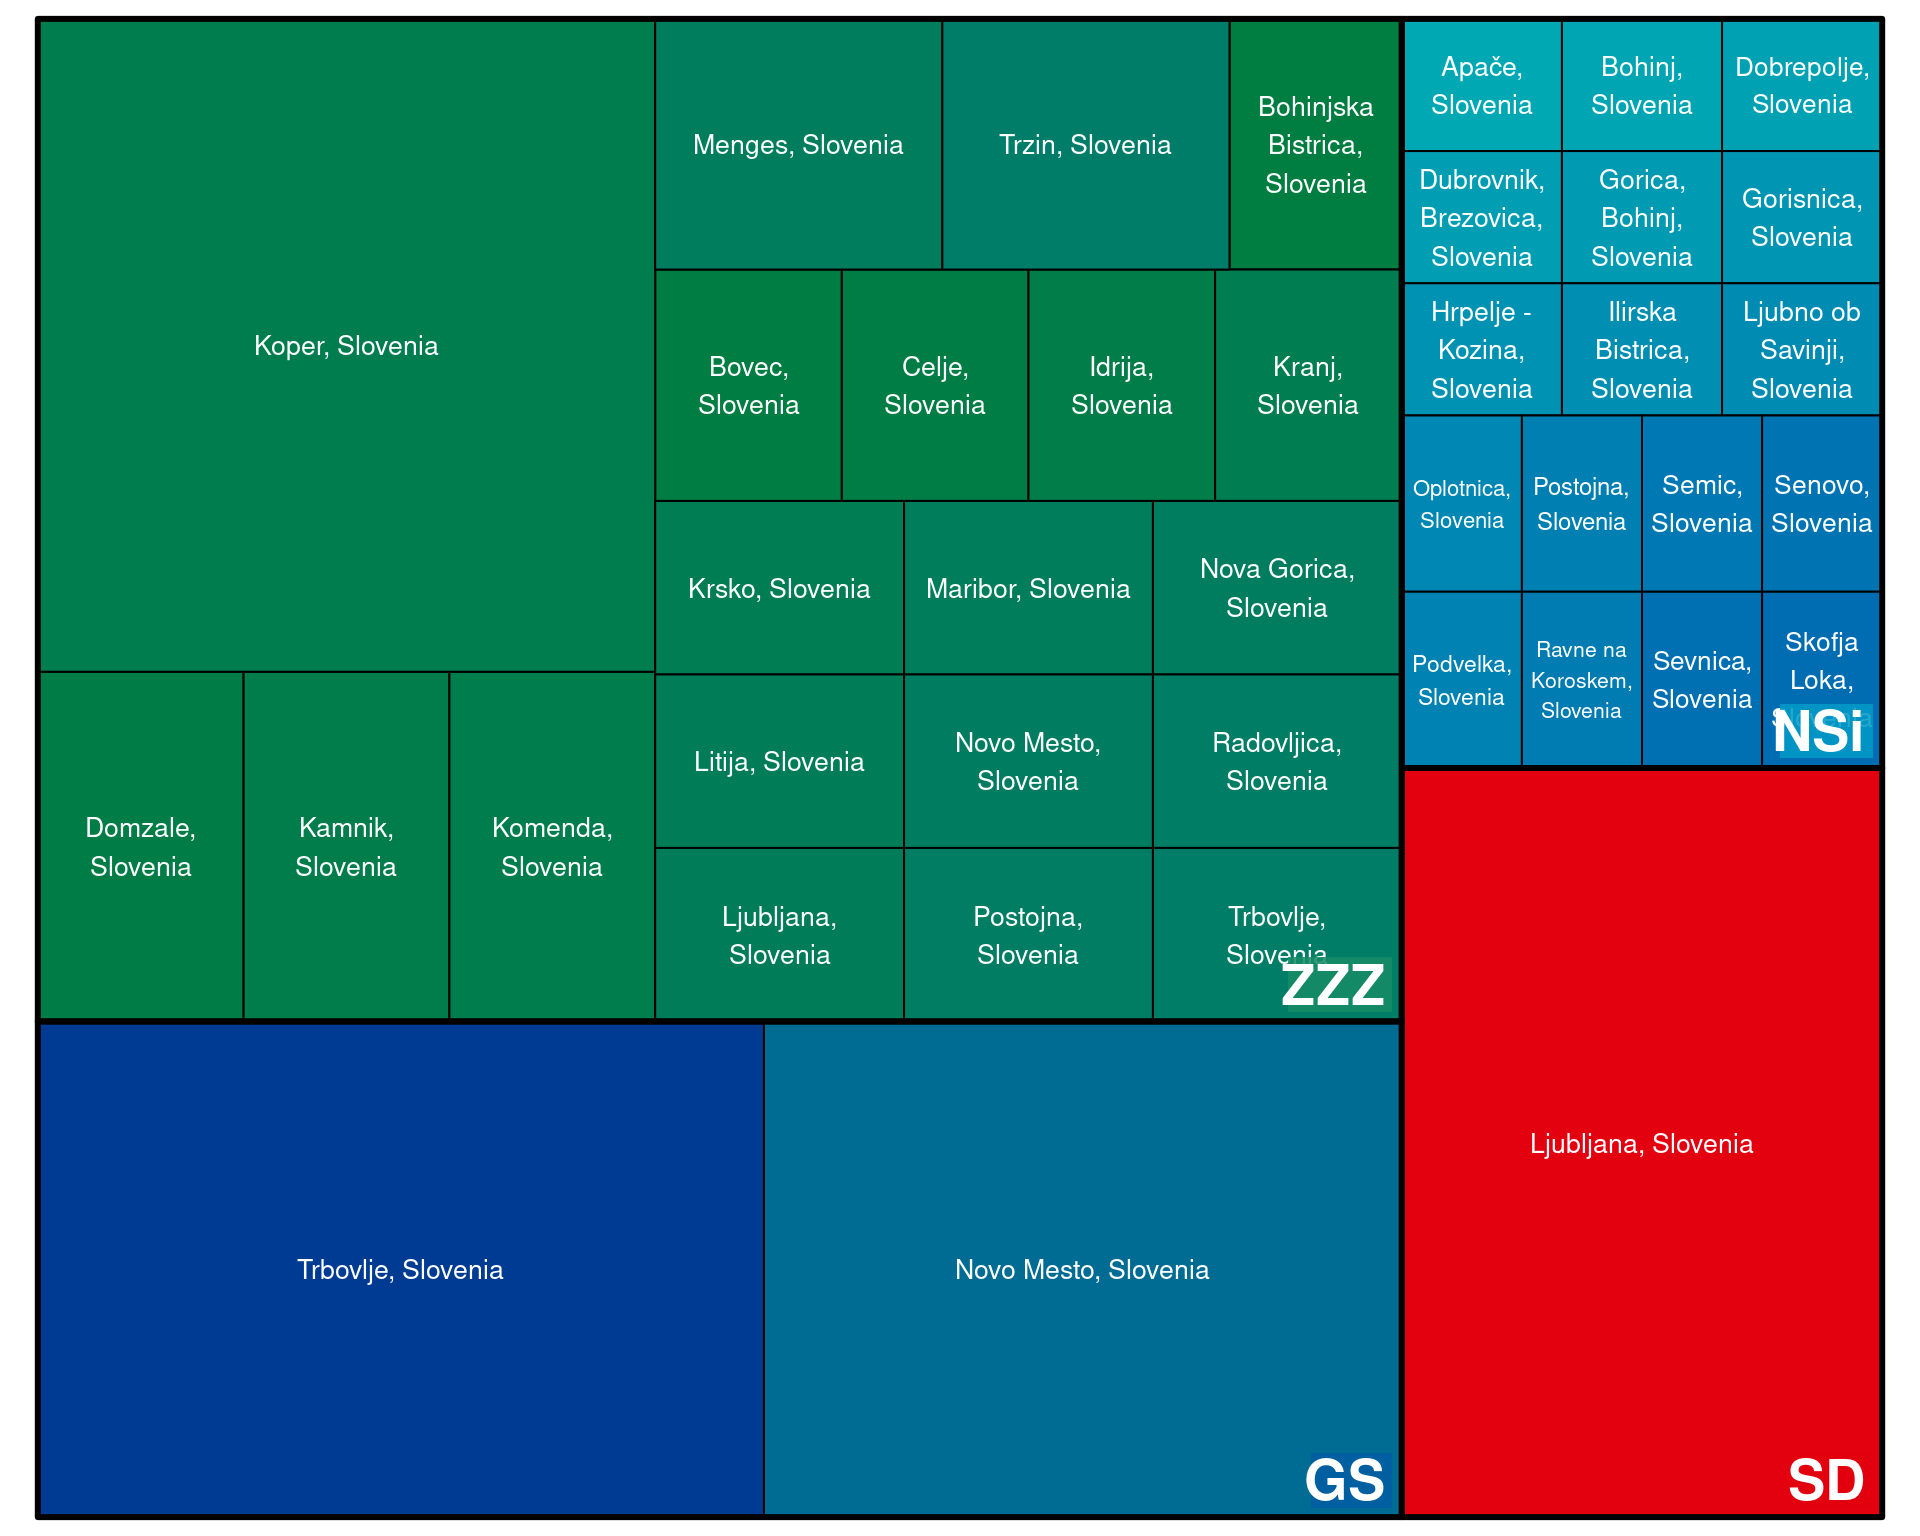 Koper, Slovenia
Menges, Slovenia
Trzin, Slovenia
Bohinjska
Bistrica,
Slovenia
Bovec,
Slovenia
Celje,
Slovenia
Idrija,
Slovenia
Kranj,
Slovenia
Krsko, Slovenia
Maribor, Slovenia
Nova Gorica,
Slovenia
Litija, Slovenia
Novo Mesto,
Slovenia
Radovljica,
Slovenia
Domzale,
Slovenia
Kamnik,
Slovenia
Komenda,
Slovenia
Ljubljana,
Slovenia
Postojna,
Slovenia
Trbovlje,
Slovenia
ZZZ
Apače,
Slovenia
Bohinj,
Slovenia
Dobrepolje,
Slovenia
Dubrovnik,
Brezovica,
Slovenia
Gorica,
Bohinj,
Slovenia
Gorisnica,
Slovenia
Hrpelje -
Kozina,
Slovenia
Ilirska
Bistrica,
Slovenia
Ljubno ob
Savinji,
Slovenia
Oplotnica,
Slovenia
Postojna,
Slovenia
Semic,
Slovenia
Senovo,
Slovenia
Podvelka,
Slovenia
Ravne na
Koroskem,
Slovenia
Sevnica,
Slovenia
Skofja
Loka,
NSi
Trbovlje, Slovenia
Novo Mesto, Slovenia
GS
Ljubljana, Slovenia
SD